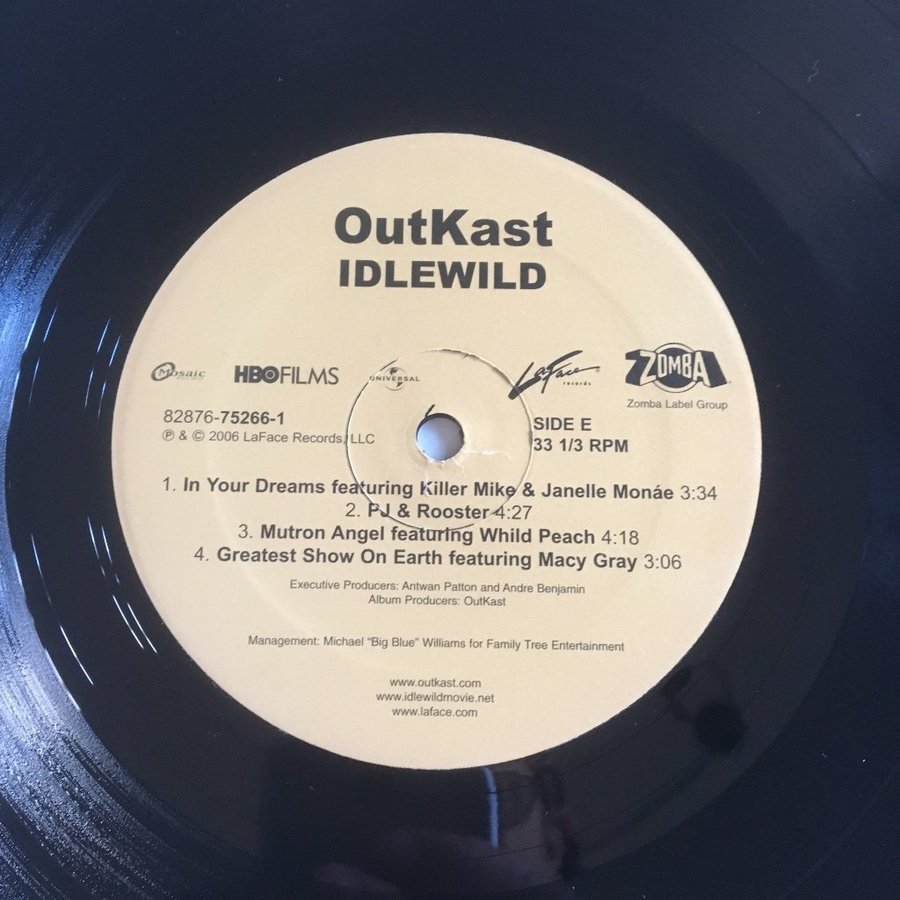 OutKast
IDLEWILD
Mosaic
HBO FILMS
UNIVERSAL
LaFace
records
ZOMBA
Zomba Label Group
82876-75266-1
℗ & © 2006 LaFace Records, LLC
SIDE E
33 1/3 RPM
1. In Your Dreams featuring Killer Mike & Janelle Monáe 3:34
2. PJ & Rooster 4:27
3. Mutron Angel featuring Whild Peach 4:18
4. Greatest Show On Earth featuring Macy Gray 3:06
Executive Producers: Antwan Patton and Andre Benjamin
Album Producers: OutKast
Management: Michael “Big Blue” Williams for Family Tree Entertainment
www.outkast.com
www.idlewildmovie.net
www.laface.com